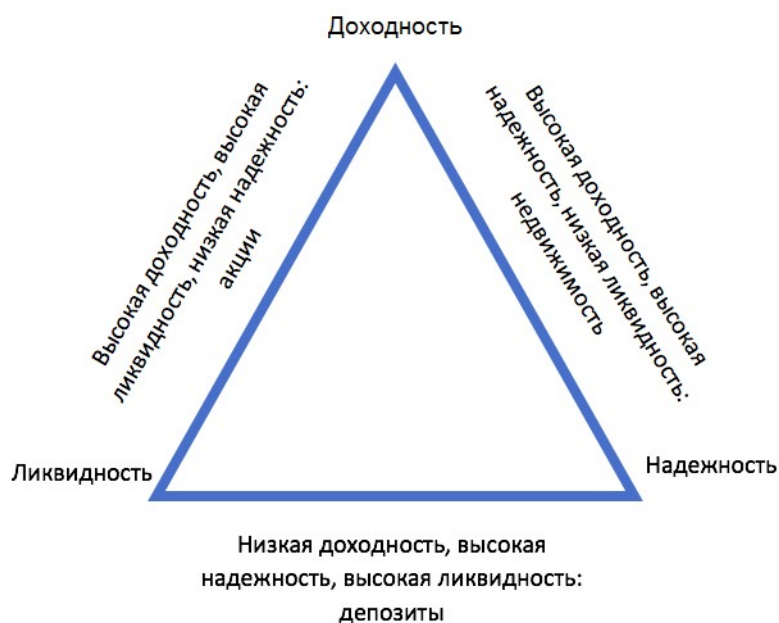 Доходность
Высокая доходность, высокая
ликвидность, низкая надежность:
акции
Высокая доходность, высокая
надежность, низкая ликвидность:
недвижимость
Ликвидность
Надежность
Низкая доходность, высокая
надежность, высокая ликвидность:
депозиты